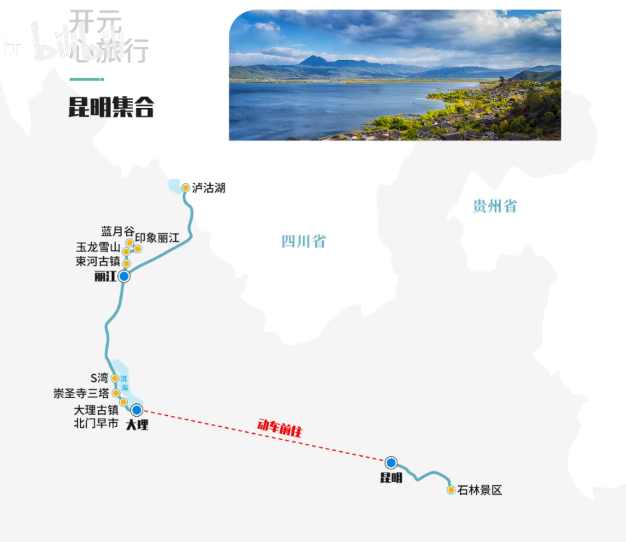 开元
心旅行
bilibili
昆明集合
泸沽湖
贵州省
四川省
蓝月谷
印象丽江
玉龙雪山
束河古镇
丽江
S湾
洱海
崇圣寺三塔
大理古镇
北门早市
大理
动车前往
昆明
石林景区